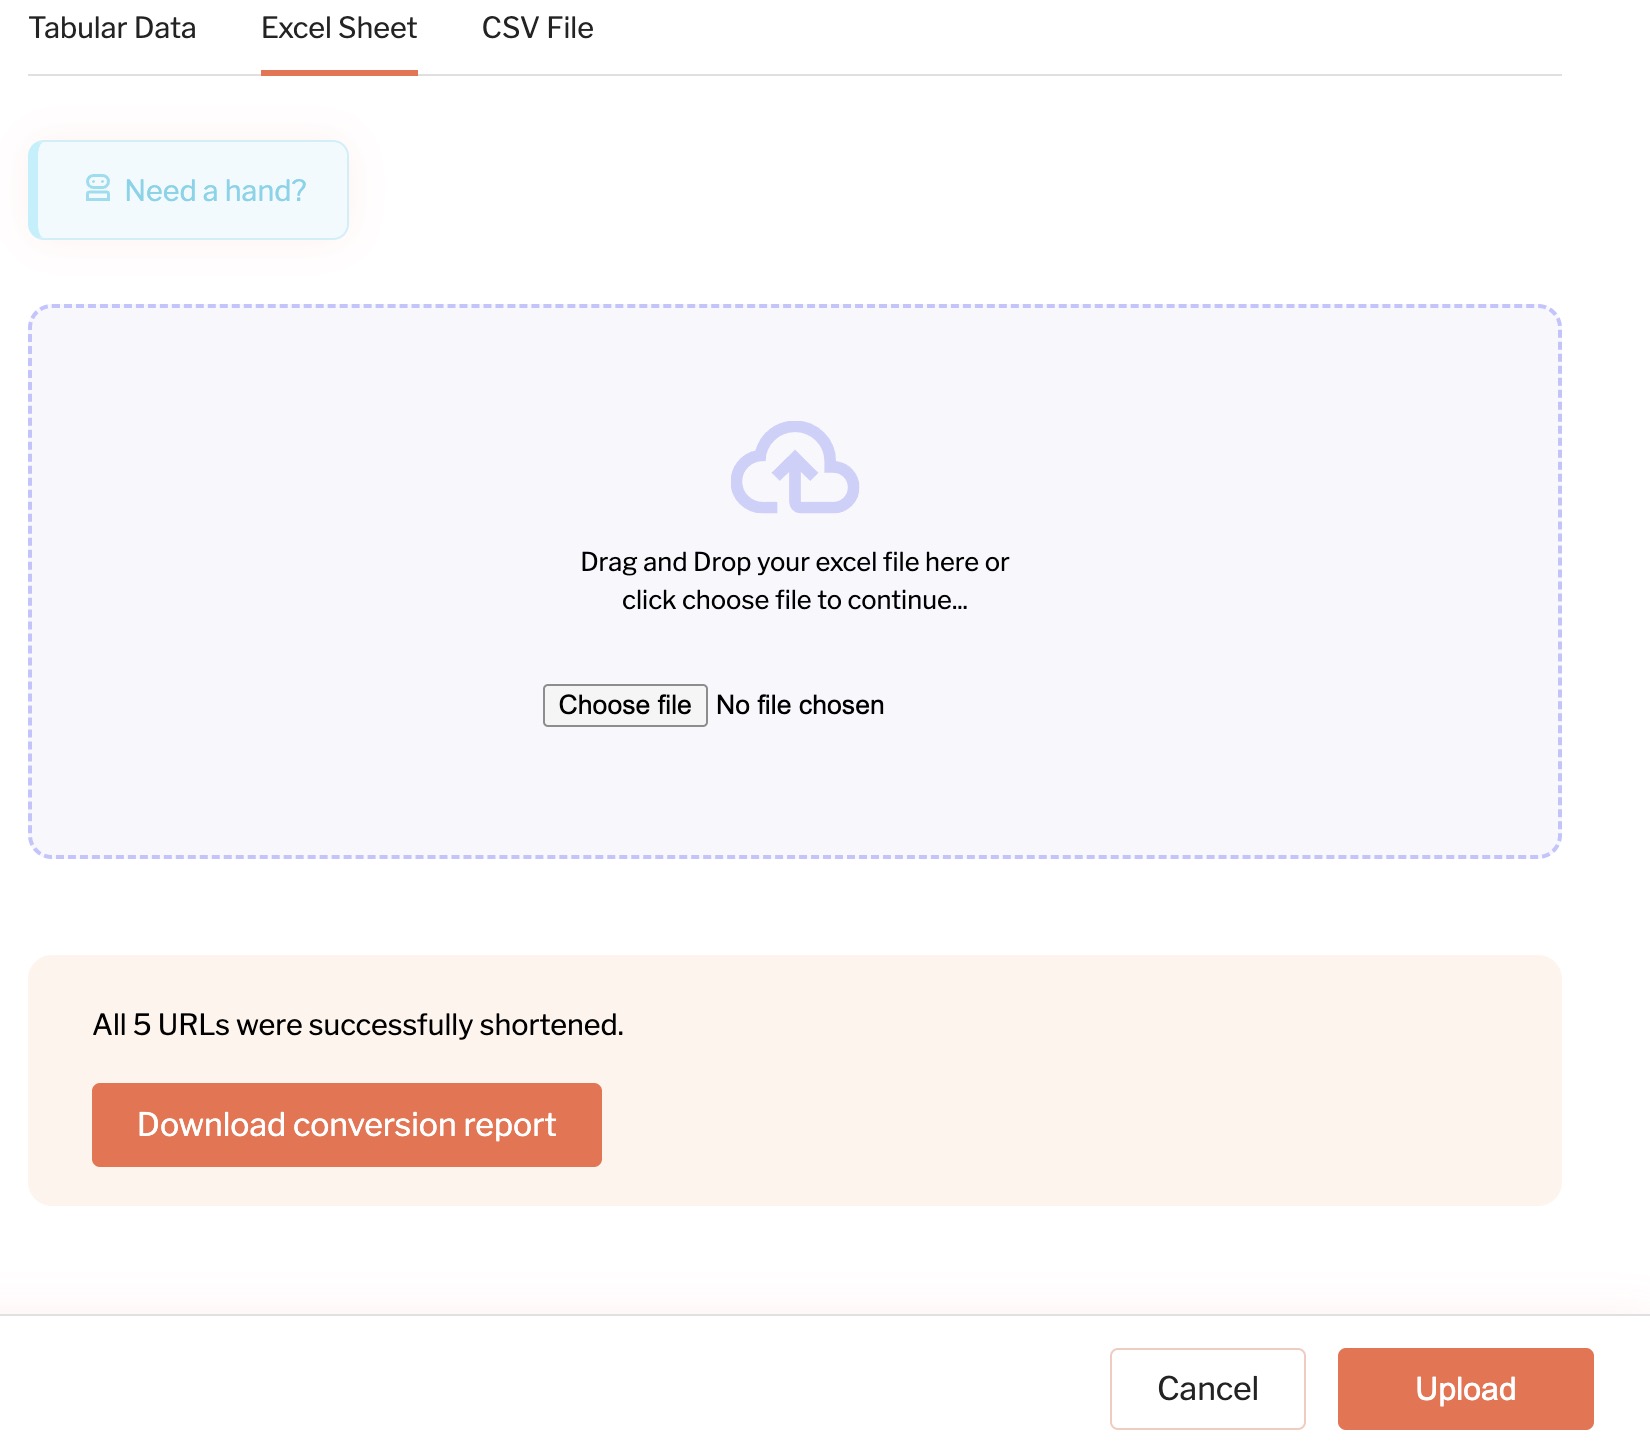 Tabular Data
Excel Sheet
CSV File
Need a hand?
Drag and Drop your excel file here or
click choose file to continue...
Choose file No file chosen
All 5 URLs were successfully shortened.
Download conversion report
Cancel
Upload